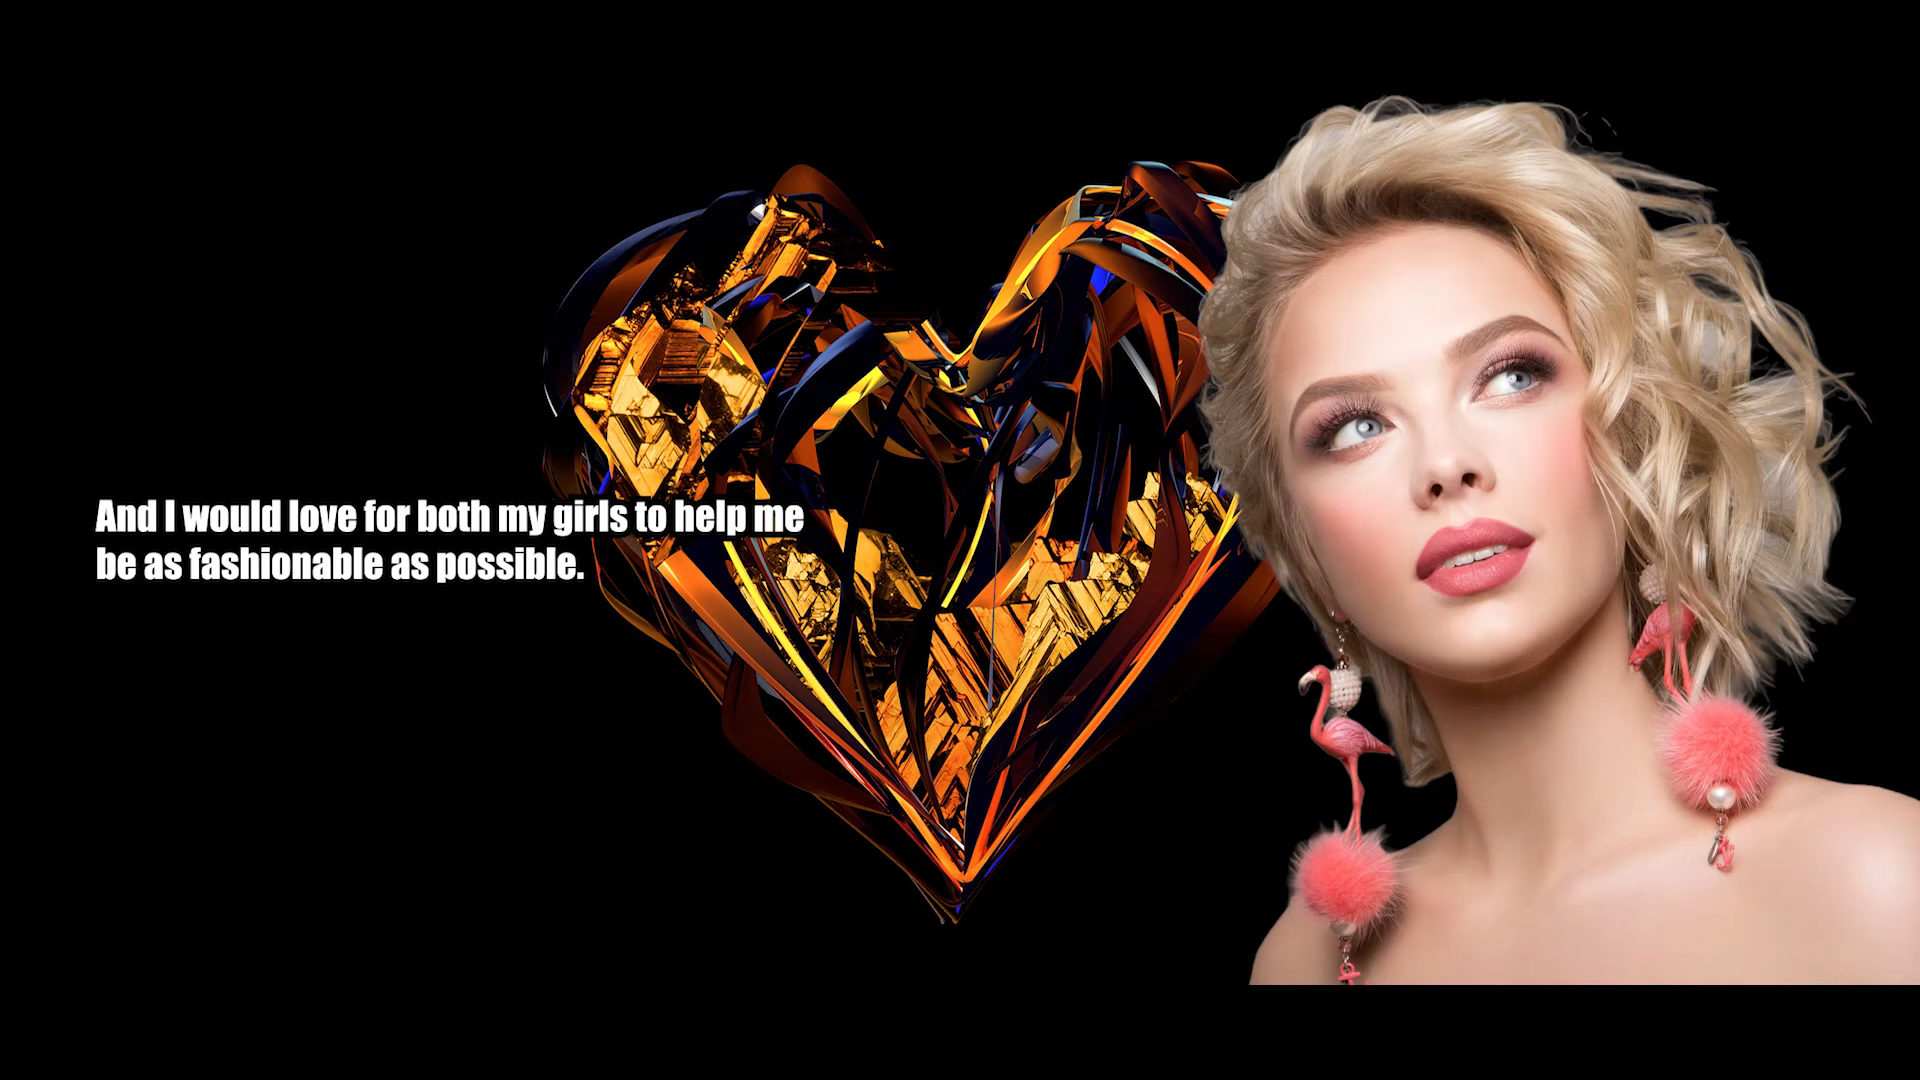 And I would love for both my girls to help me
be as fashionable as possible.